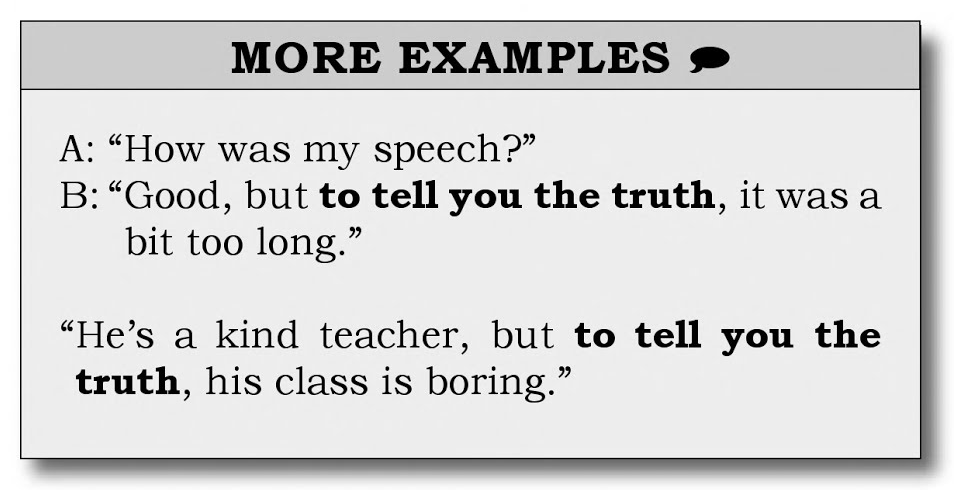 MORE EXAMPLES
A: “How was my speech?”
B: “Good, but to tell you the truth, it was a
bit too long.”
“He’s a kind teacher, but to tell you the
truth, his class is boring.”